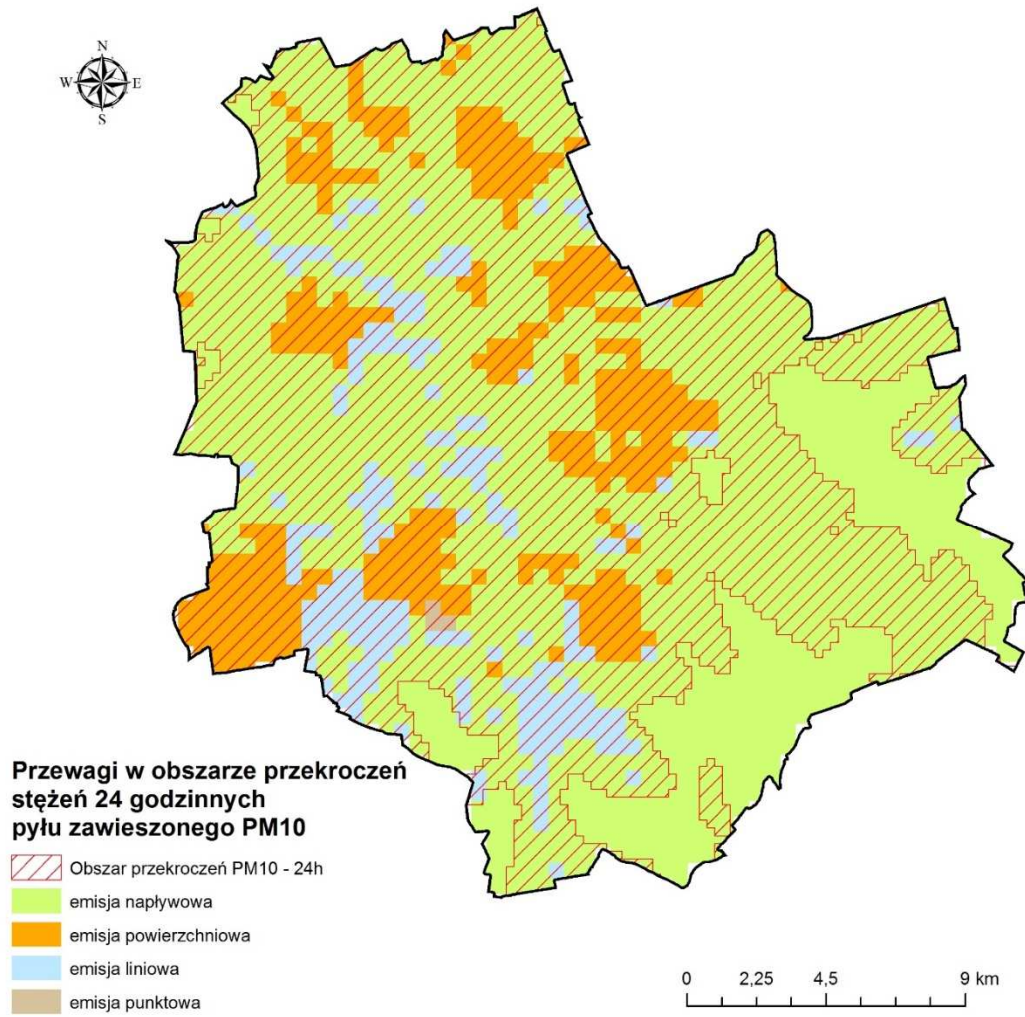 N
W E
S
Przewagi w obszarze przekroczeń
stężeń 24 godzinnych
pyłu zawieszonego PM10
Obszar przekroczeń PM10 - 24h
emisja napływowa
emisja powierzchniowa
emisja liniowa
emisja punktowa
0 2,25 4,5 9 km